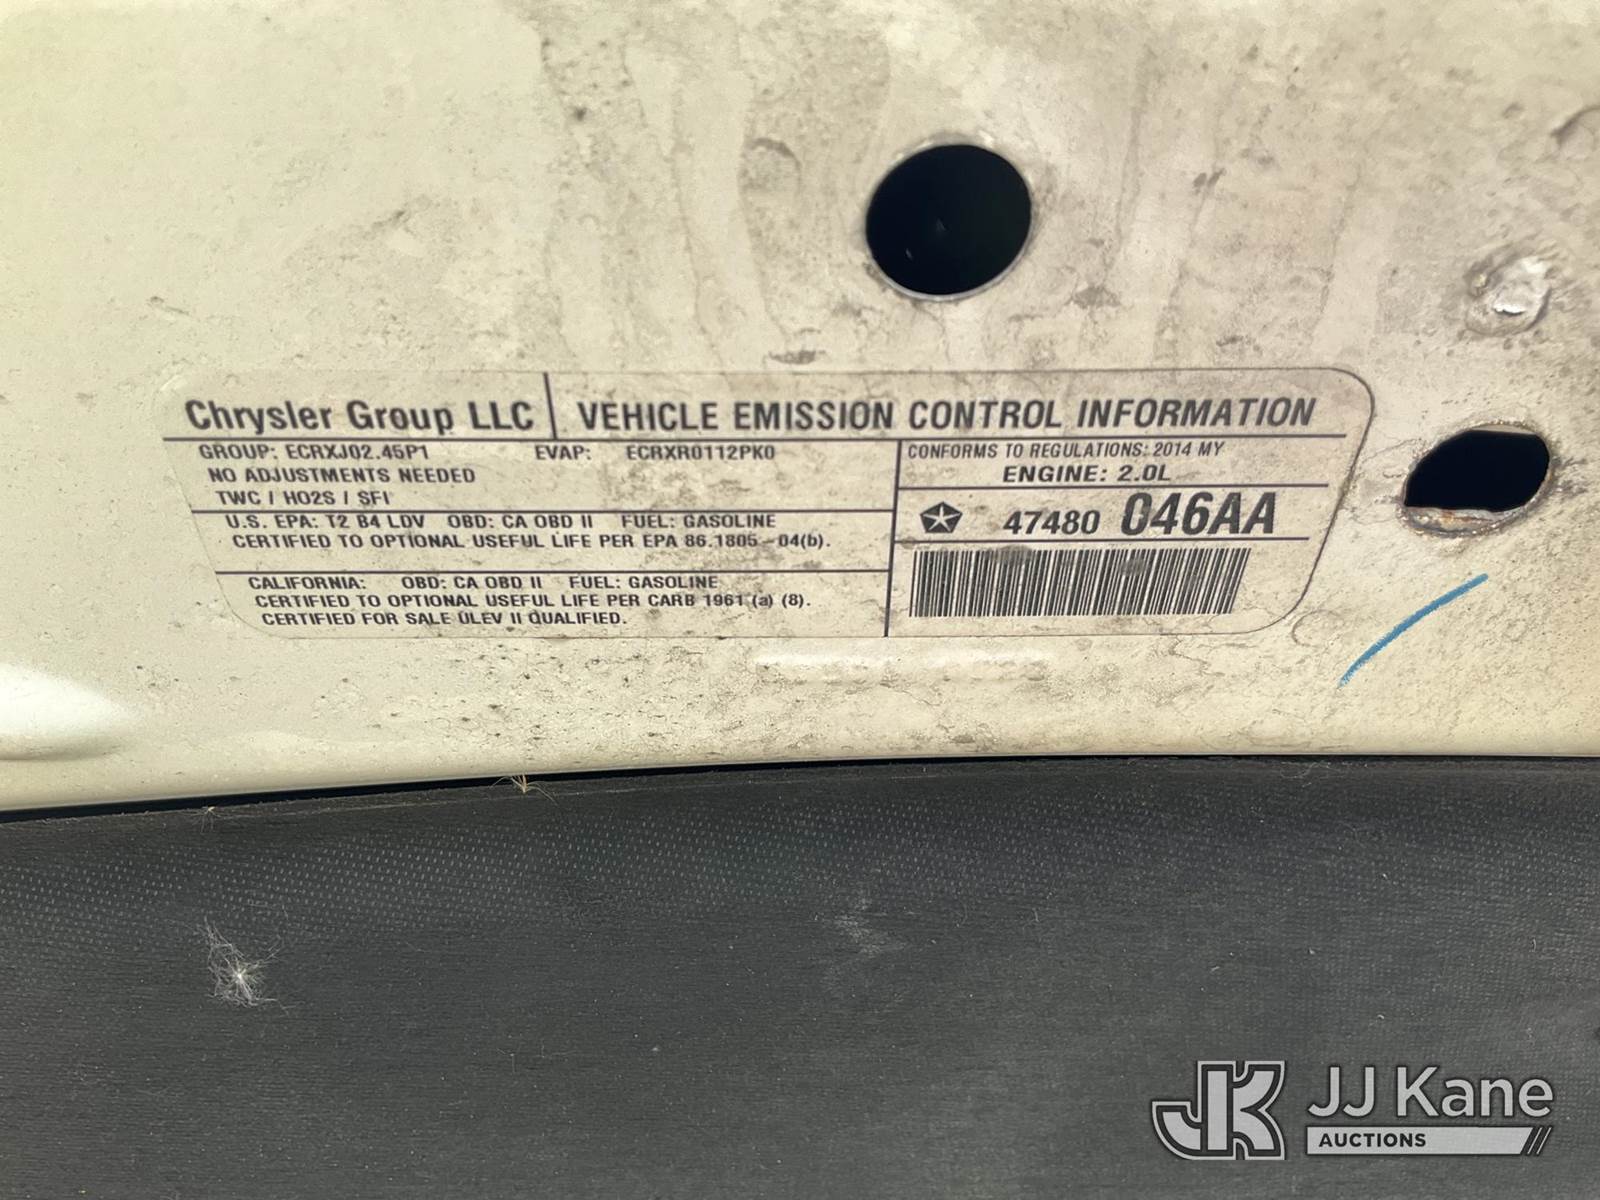 Chrysler Group LLC VEHICLE EMISSION CONTROL INFORMATION
GROUP: ECRXJ02.45P1 EVAP: ECRXR0112PK0
NO ADJUSTMENTS NEEDED
TWC / HO2S / SFI
U.S. EPA: T2 B4 LDV OBD: CA OBD II FUEL: GASOLINE
CERTIFIED TO OPTIONAL USEFUL LIFE PER EPA 86.1805-04(b).
CALIFORNIA: OBD: CA OBD II FUEL: GASOLINE
CERTIFIED TO OPTIONAL USEFUL LIFE PER CARB 1961 (a) (8).
CERTIFIED FOR SALE ULEV II QUALIFIED.
CONFORMS TO REGULATIONS: 2014 MY
ENGINE: 2.0L
47480 046AA
JK JJ Kane
AUCTIONS